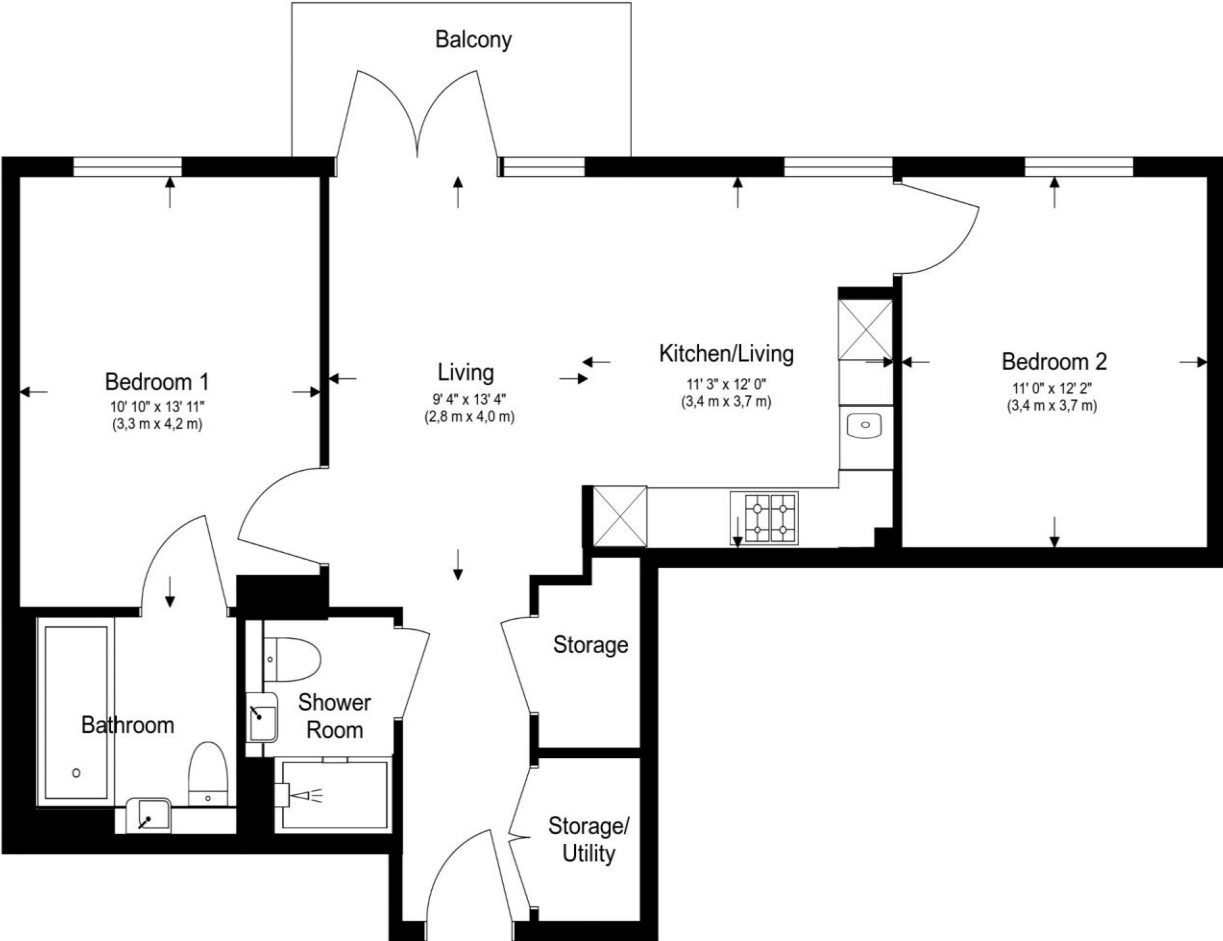 Balcony
Bedroom 1
10' 10" x 13' 11"
(3,3 m x 4,2 m)
Living
9' 4" x 13' 4"
(2,8 m x 4,0 m)
Kitchen/Living
11' 3" x 12' 0"
(3,4 m x 3,7 m)
Bedroom 2
11' 0" x 12' 2"
(3,4 m x 3,7 m)
Bathroom
Shower
Room
Storage
Storage/
Utility